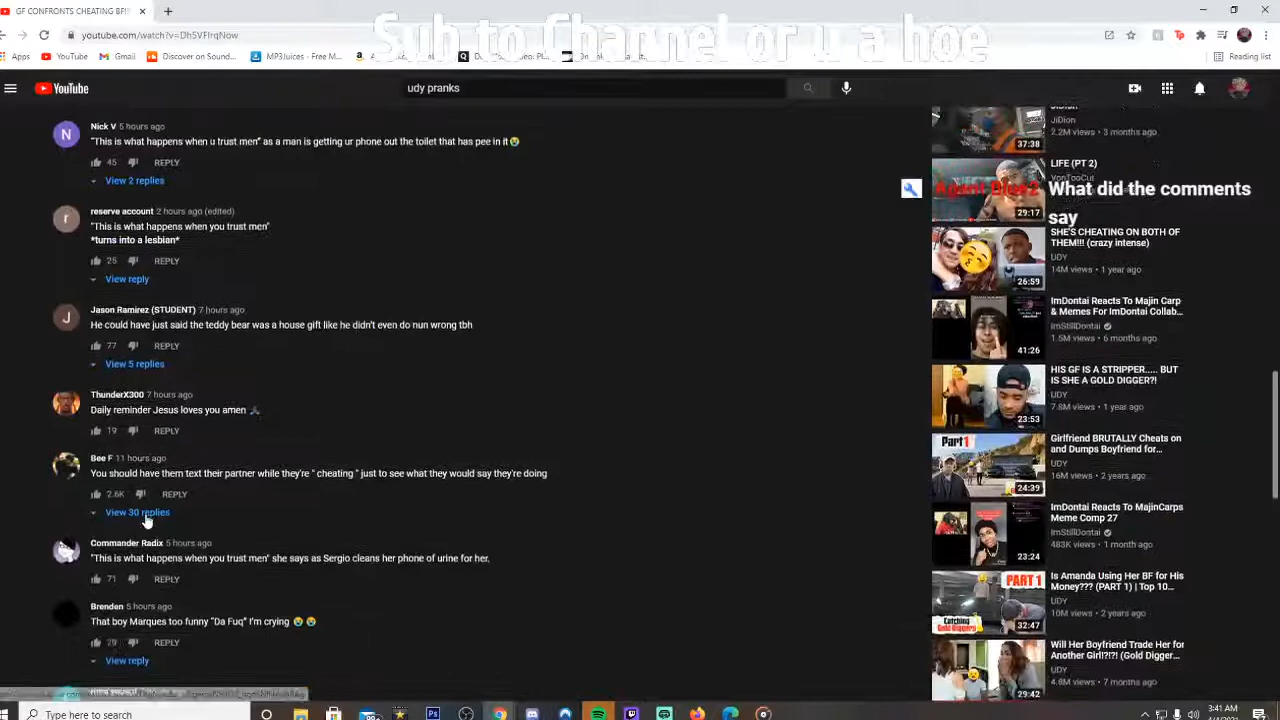 GF CONFRONTS CHEATING BF!!
utube.com/watch?v=Dh5VFIrqNow
Sub to Channel or u a hoe
Apps YouTube Gmail Discover on Sound... MP3Juices - Free M... Reading list
YouTube
udy pranks
Nick V 5 hours ago
"This is what happens when u trust men" as a man is getting ur phone out the toilet that has pee in it😭
45 REPLY
View 2 replies
reserve account 2 hours ago (edited)
"This is what happens when you trust men"
*turns into a lesbian*
25 REPLY
View reply
Jason Ramirez (STUDENT) 7 hours ago
He could have just said the teddy bear was a house gift like he didn't even do nun wrong tbh
77 REPLY
View 5 replies
ThunderX300 7 hours ago
Daily reminder Jesus loves you amen 🙏
19 REPLY
Bee F 11 hours ago
You should have them text their partner while they're " cheating " just to see what they would say they're doing
2.6K REPLY
View 30 replies
Commander Radix 5 hours ago
"This is what happens when you trust men" she says as Sergio cleans her phone of urine for her.
71 REPLY
Brenden 5 hours ago
That boy Marques too funny "Da Fuq" I'm crying 😭😭
29 REPLY
View reply
JiDion
2.2M views • 3 months ago
37:38
LIFE (PT 2)
VonTooCut
Agent Blue2
What did the comments
say
29:17
SHE'S CHEATING ON BOTH OF
THEM!!! (crazy intense)
UDY
14M views • 1 year ago
26:59
ImDontai Reacts To Majin Carp
& Memes For ImDontai Collab...
ImStillDontai
1.5M views • 6 months ago
41:26
HIS GF IS A STRIPPER..... BUT
IS SHE A GOLD DIGGER?!
UDY
7.8M views • 1 year ago
23:53
Girlfriend BRUTALLY Cheats on
and Dumps Boyfriend for...
UDY
16M views • 2 years ago
Part1
24:39
ImDontai Reacts To MajinCarps
Meme Comp 27
ImStillDontai
483K views • 1 month ago
23:24
Is Amanda Using Her BF for His
Money??? (PART 1) | Top 10...
UDY
10M views • 2 years ago
PART 1
Catching
Gold Diggers
32:47
Will Her Boyfriend Trade Her for
Another Girl?!?! (Gold Digger...
UDY
4.8M views • 7 months ago
29:42
Type here to search
3:41 AM